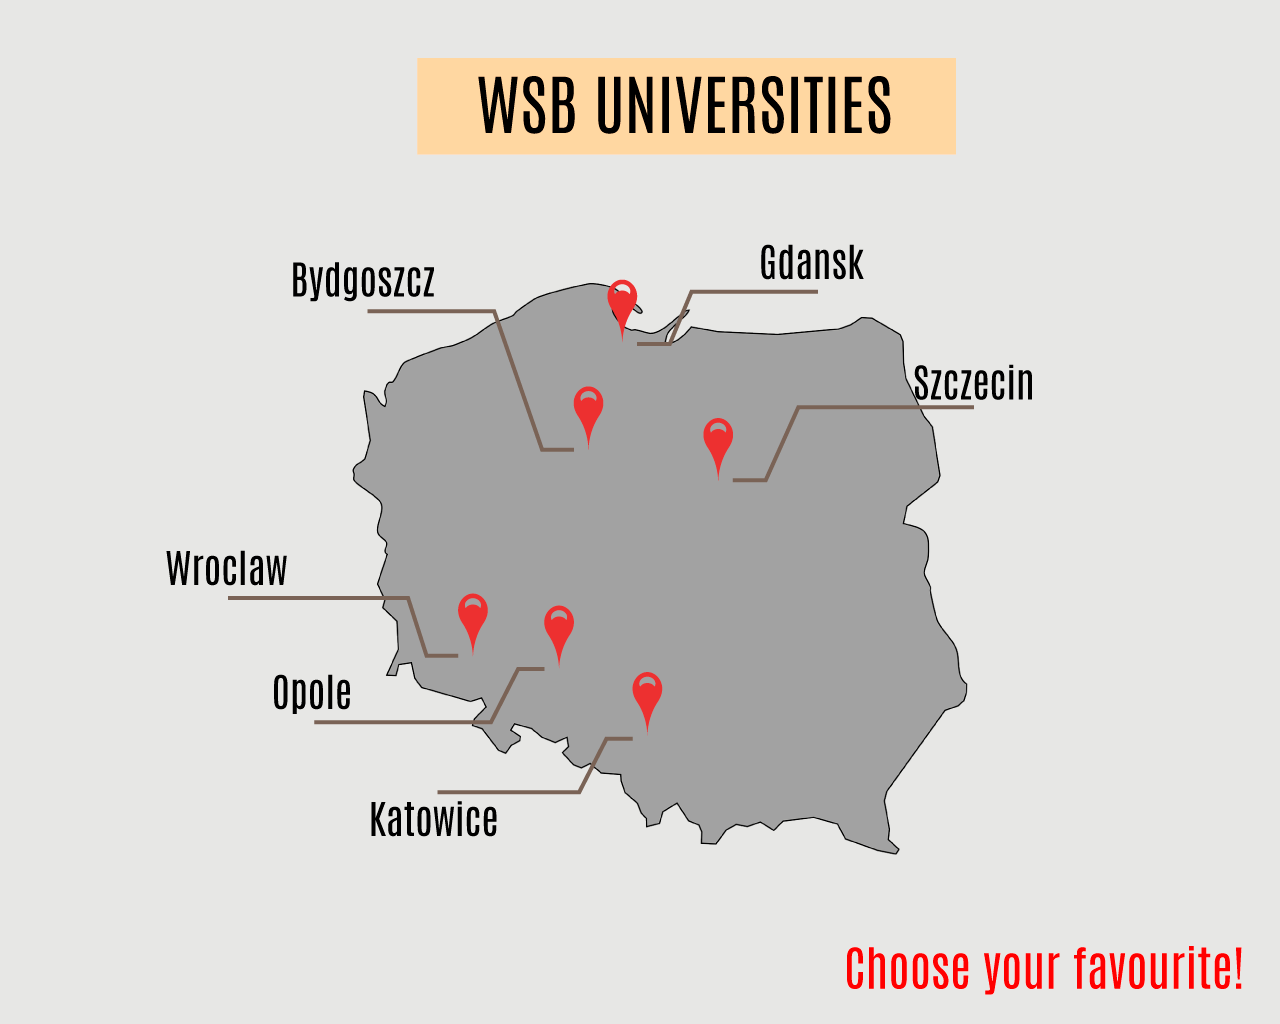 WSB UNIVERSITIES
Gdansk
Bydgoszcz
Szczecin
Wroclaw
Opole
Katowice
Choose your favourite!